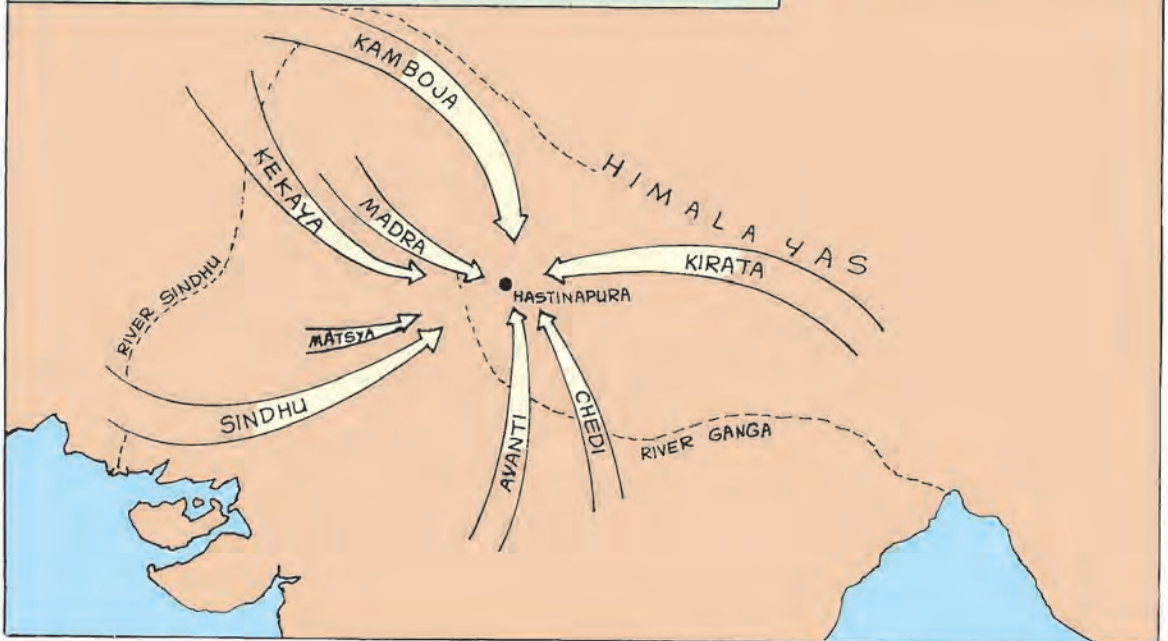 KAMBOJA
KEKAYA
MADRA
HIMALAYAS
KIRATA
HASTINAPURA
RIVER SINDHU
MATSYA
SINDHU
AVANTI
CHEDI
RIVER GANGA